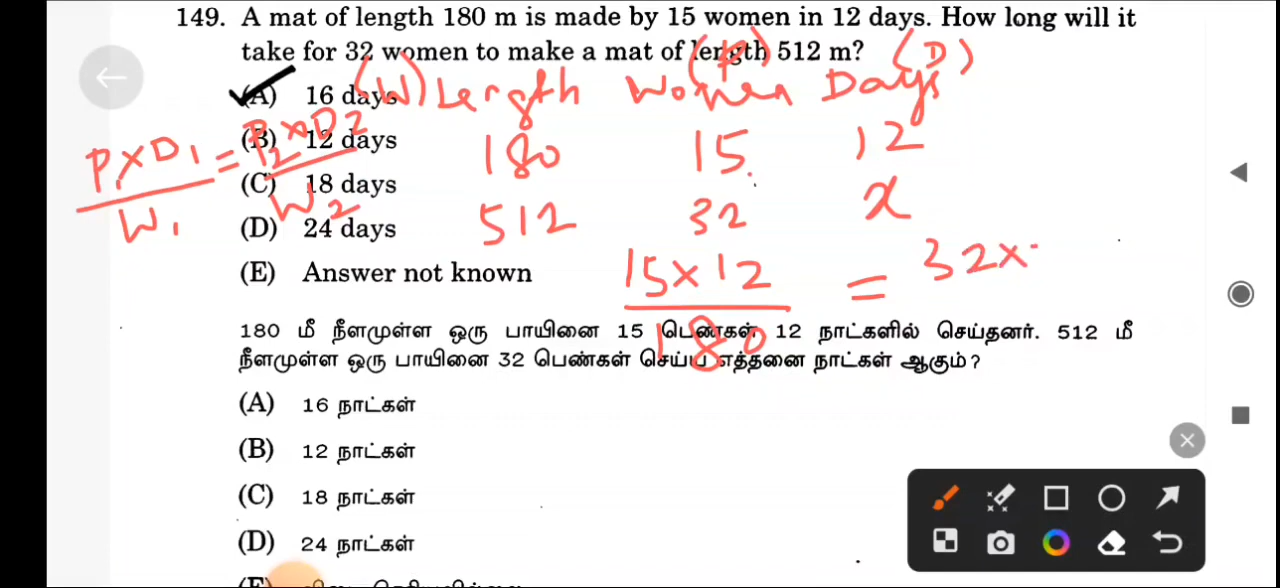 149. A mat of length 180 m is made by 15 women in 12 days. How long will it
take for 32 women to make a mat of length 512 m?
(A) 16 days
(W) Length Women (P) Days (D)
(B) 12 days
180 15 12
P₁×D₁/W₁ = P₂×D₂/W₂
(C) 18 days
512 32 x
(D) 24 days
(E) Answer not known
15×12/180 = 32×
180 மீ நீளமுள்ள ஒரு பாயினை 15 பெண்கள் 12 நாட்களில் செய்தனர். 512 மீ
நீளமுள்ள ஒரு பாயினை 32 பெண்கள் செய்ய எத்தனை நாட்கள் ஆகும்?
(A) 16 நாட்கள்
(B) 12 நாட்கள்
(C) 18 நாட்கள்
(D) 24 நாட்கள்
(E)